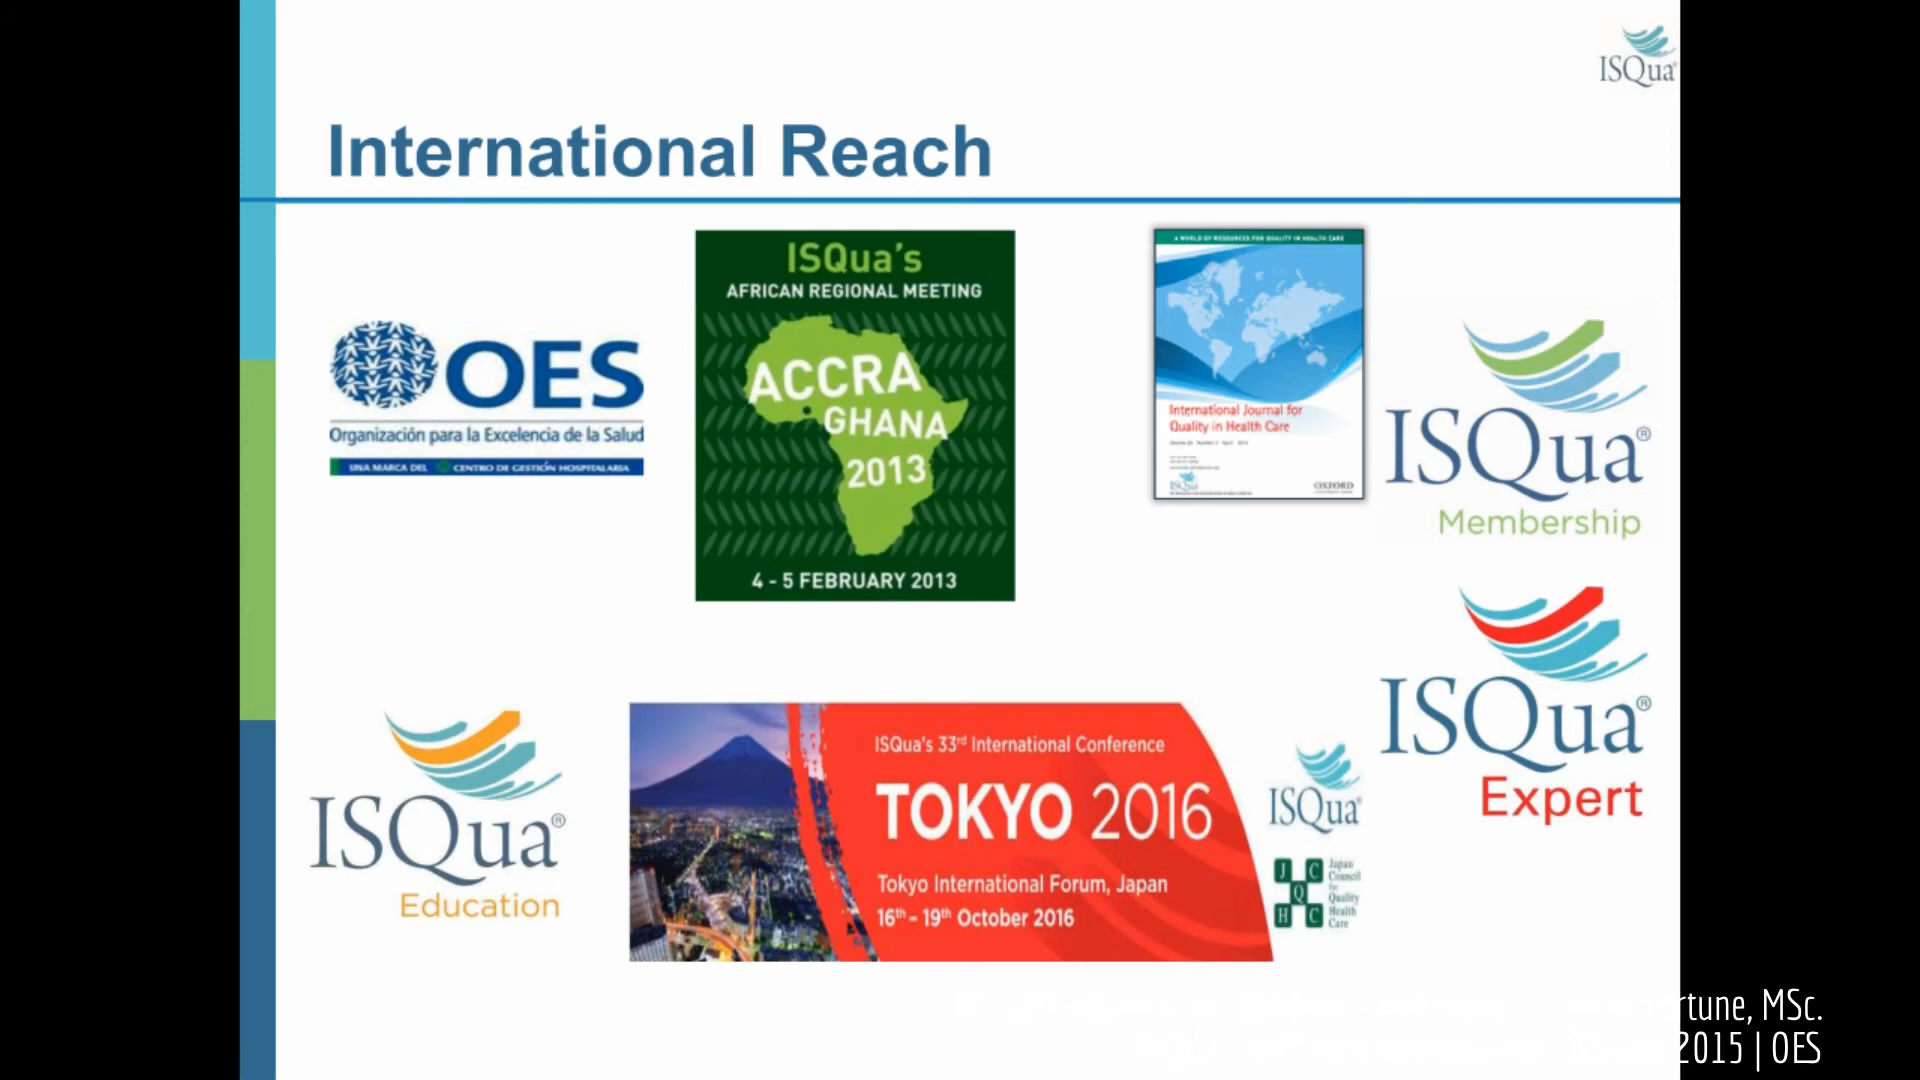 ISQua
International Reach
OES
Organización para la Excelencia de la Salud
UNA MARCA DEL CENTRO DE GESTIÓN HOSPITALARIA
ISQua's
AFRICAN REGIONAL MEETING
ACCRA
GHANA
2013
4 - 5 FEBRUARY 2013
A WORLD OF RESOURCES FOR QUALITY IN HEALTH CARE
International Journal for
Quality in Health Care
ISQua
OXFORD
ISQua®
Membership
ISQua®
Expert
ISQua®
Education
ISQua's 33rd International Conference
TOKYO 2016
Tokyo International Forum, Japan
16th - 19th October 2016
ISQua
J C
Q
H C
Japan
Council
for
Quality
Health
Care
rtune, MSc.
2015 | OES